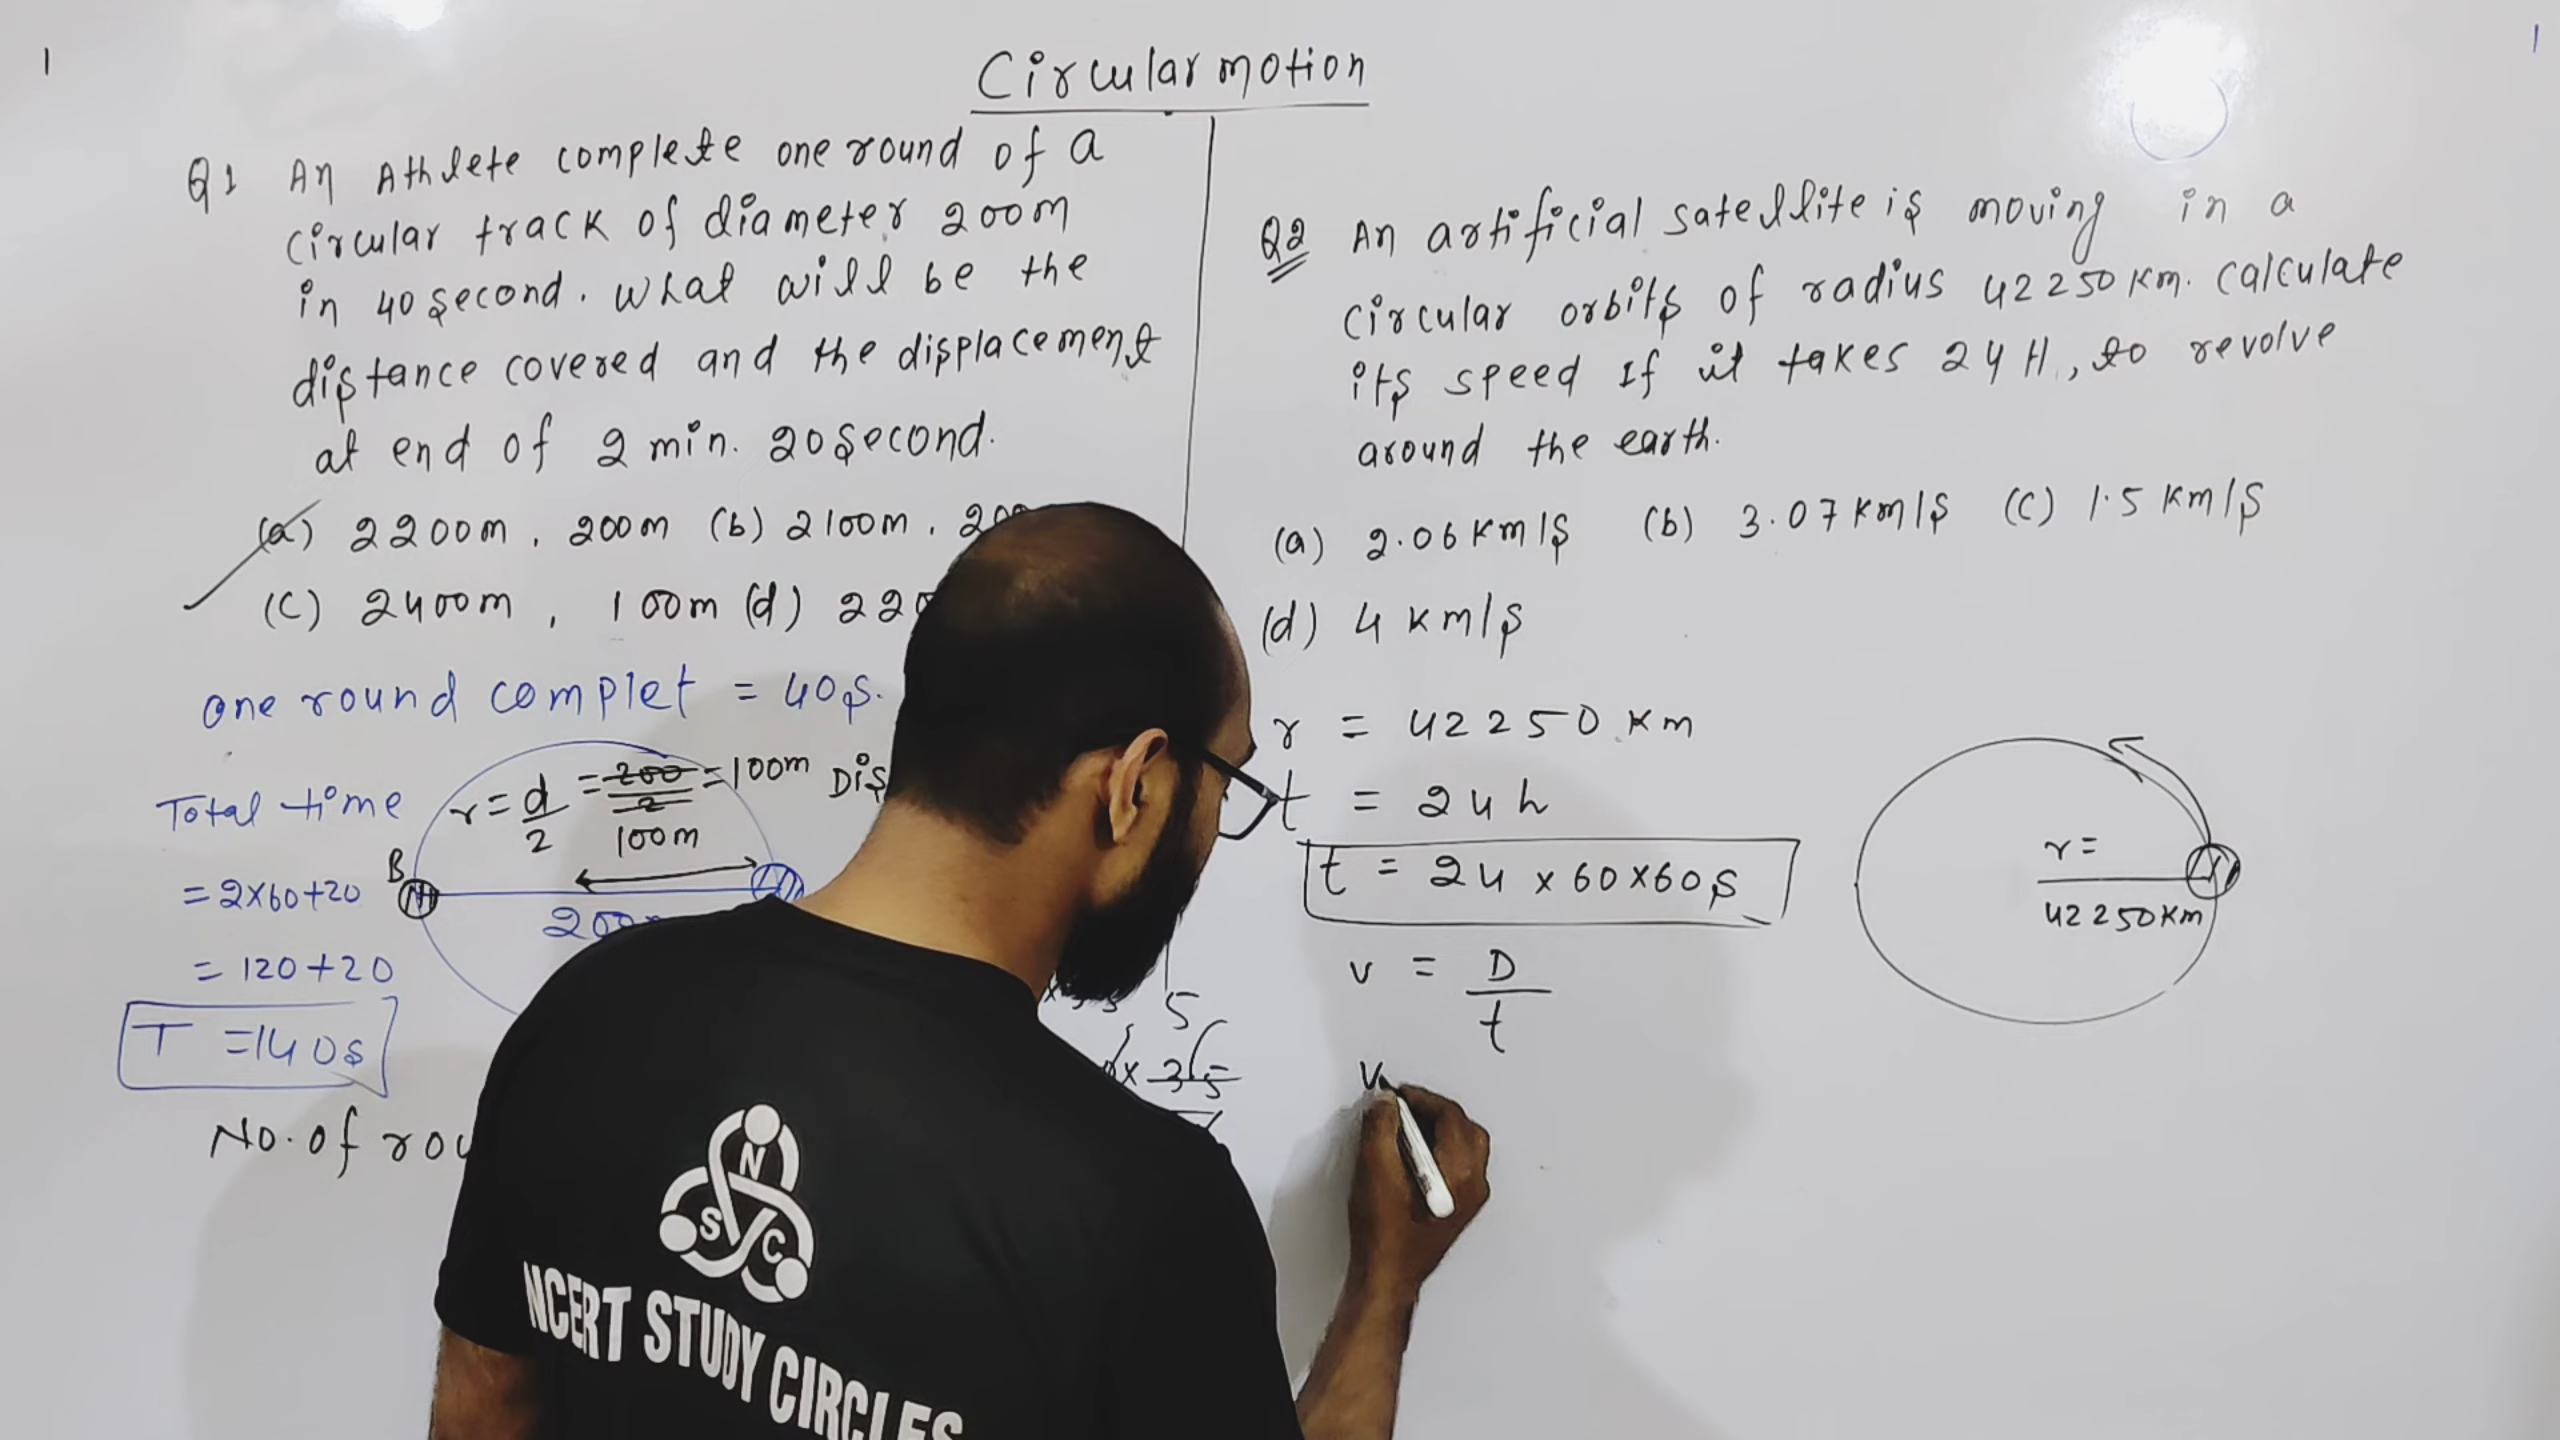 Circular motion
Q1 An Athlete complete one round of a
circular track of diameter 200m
in 40 second. What will be the
distance covered and the displacement
at end of 2 min. 20 second.
(a) 2200m, 200m (b) 2100m, 200
(c) 2400m, 100m (d) 220
one round complet = 40s.
Total time
= 2x60+20
= 120+20
T = 140s
r = d/2 = 200/2 = 100m Dis
100m
B
200
No. of rou
5
x 35
Q2 An artificial satellite is moving in a
circular orbits of radius 42250 Km. calculate
its speed If it takes 24 H, to revolve
around the earth.
(a) 2.06 Km/s (b) 3.07 Km/s (c) 1.5 Km/s
(d) 4 Km/s
r = 42250 Km
t = 24 h
t = 24 x 60 x 60 s
v = D/t
v
r =
42250 Km
N
S
C
NCERT STUDY CIRCLES